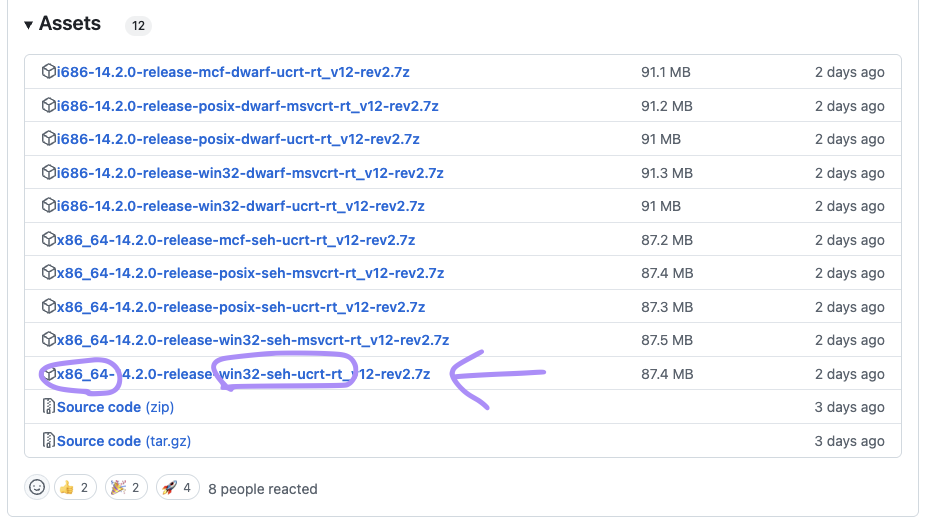 Assets 12
i686-14.2.0-release-mcf-dwarf-ucrt-rt_v12-rev2.7z 91.1 MB 2 days ago
i686-14.2.0-release-posix-dwarf-msvcrt-rt_v12-rev2.7z 91.2 MB 2 days ago
i686-14.2.0-release-posix-dwarf-ucrt-rt_v12-rev2.7z 91 MB 2 days ago
i686-14.2.0-release-win32-dwarf-msvcrt-rt_v12-rev2.7z 91.3 MB 2 days ago
i686-14.2.0-release-win32-dwarf-ucrt-rt_v12-rev2.7z 91 MB 2 days ago
x86_64-14.2.0-release-mcf-seh-ucrt-rt_v12-rev2.7z 87.2 MB 2 days ago
x86_64-14.2.0-release-posix-seh-msvcrt-rt_v12-rev2.7z 87.4 MB 2 days ago
x86_64-14.2.0-release-posix-seh-ucrt-rt_v12-rev2.7z 87.3 MB 2 days ago
x86_64-14.2.0-release-win32-seh-msvcrt-rt_v12-rev2.7z 87.5 MB 2 days ago
x86_64-14.2.0-release-win32-seh-ucrt-rt_v12-rev2.7z 87.4 MB 2 days ago
Source code (zip) 3 days ago
Source code (tar.gz) 3 days ago
2 2 4 8 people reacted